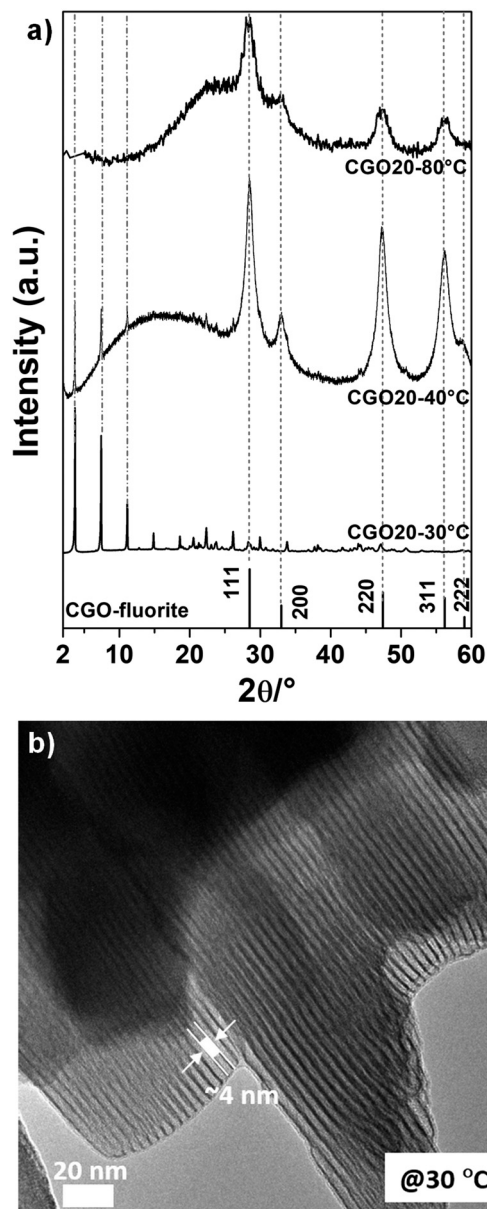 a)
Intensity (a.u.)
CGO20-80°C
CGO20-40°C
CGO20-30°C
CGO-fluorite
111
200
220
311
222
2 10 20 30 40 50 60
2θ/°
b)
~4 nm
20 nm
@30 °C